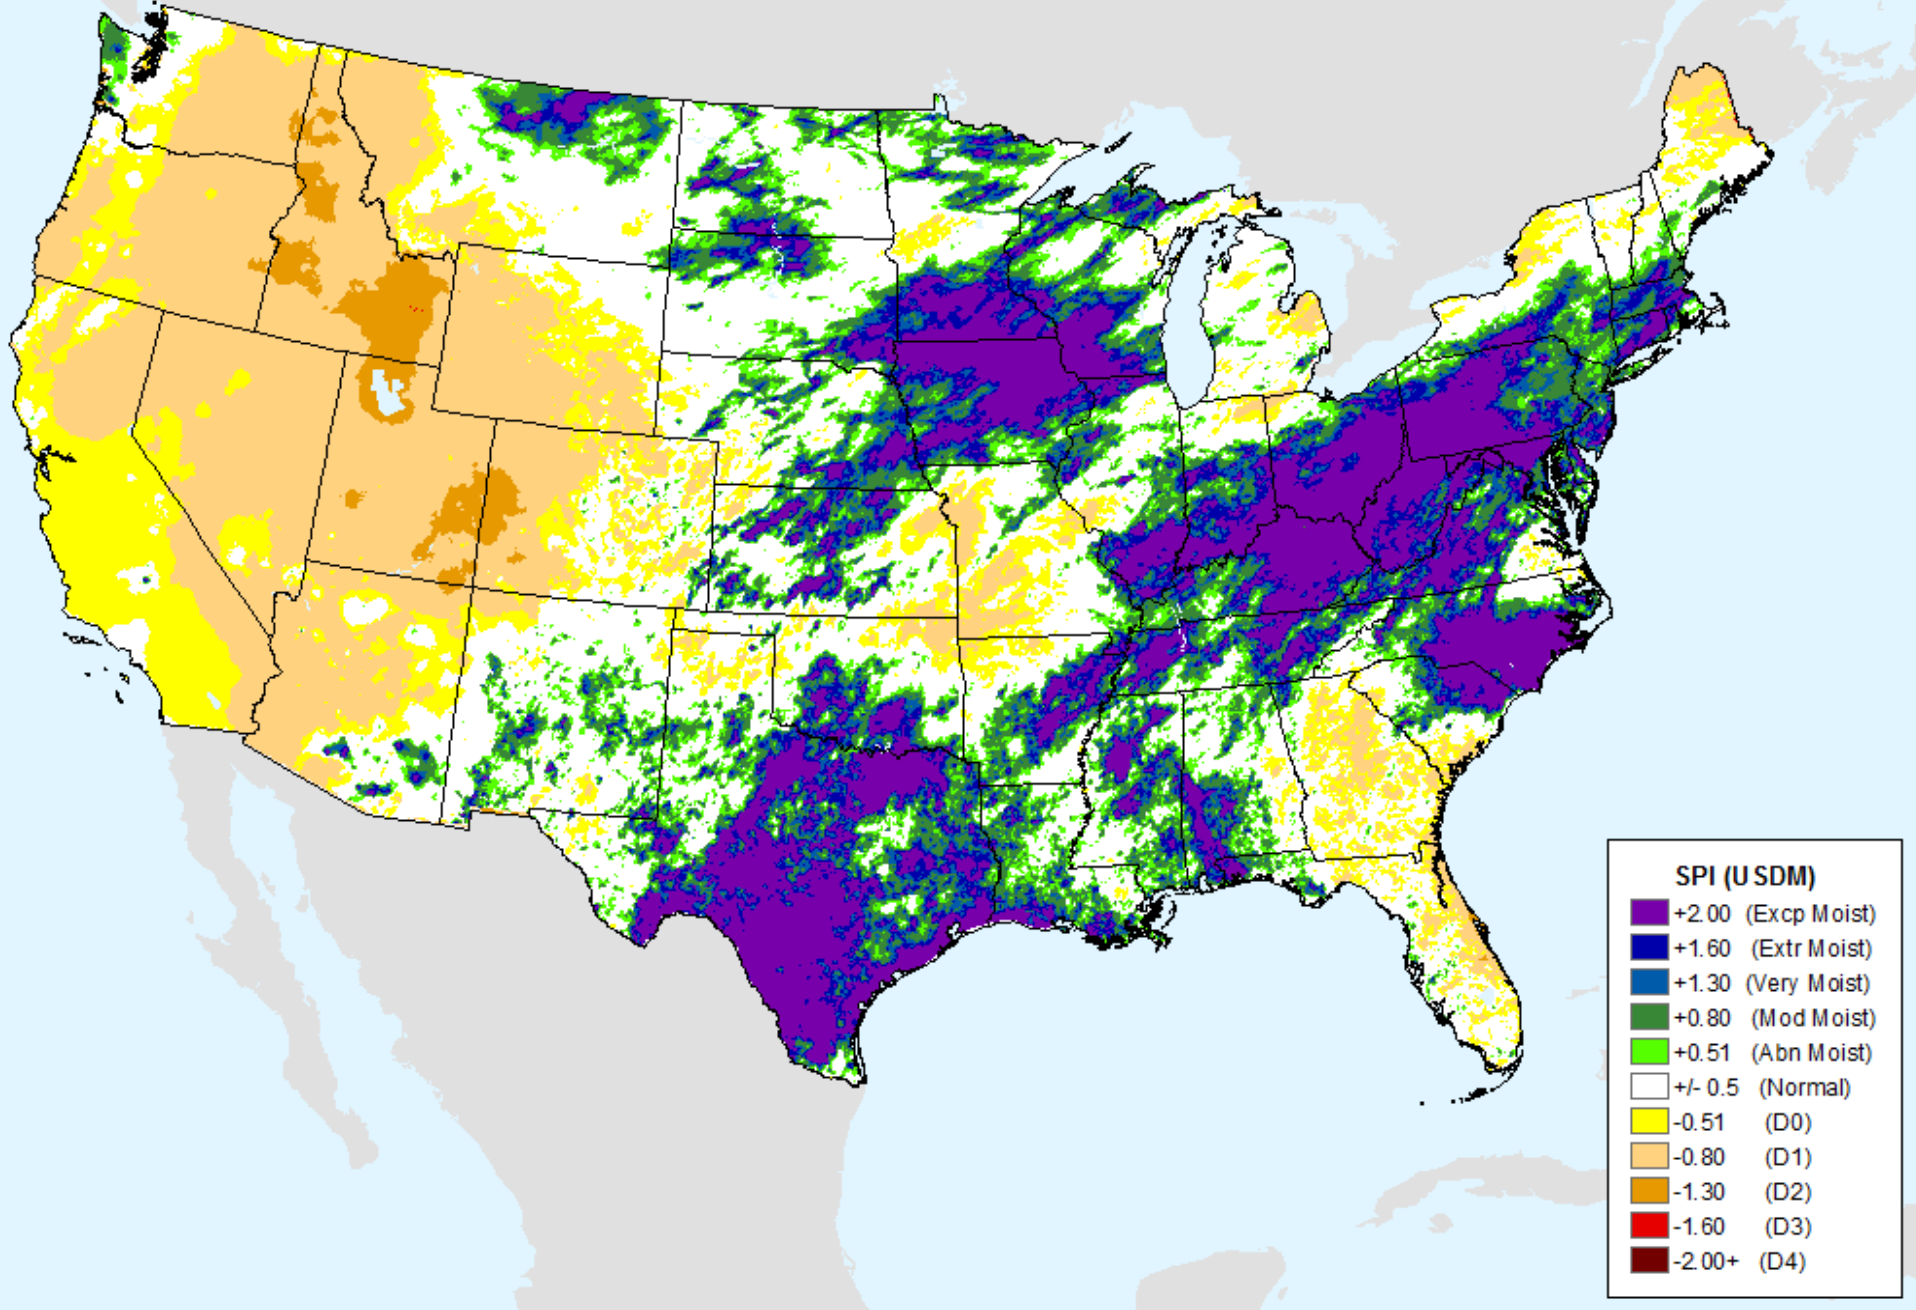 SPI (USDM)
+2.00 (Excp Moist)
+1.60 (Extr Moist)
+1.30 (Very Moist)
+0.80 (Mod Moist)
+0.51 (Abn Moist)
+/- 0.5 (Normal)
-0.51 (D0)
-0.80 (D1)
-1.30 (D2)
-1.60 (D3)
-2.00+ (D4)